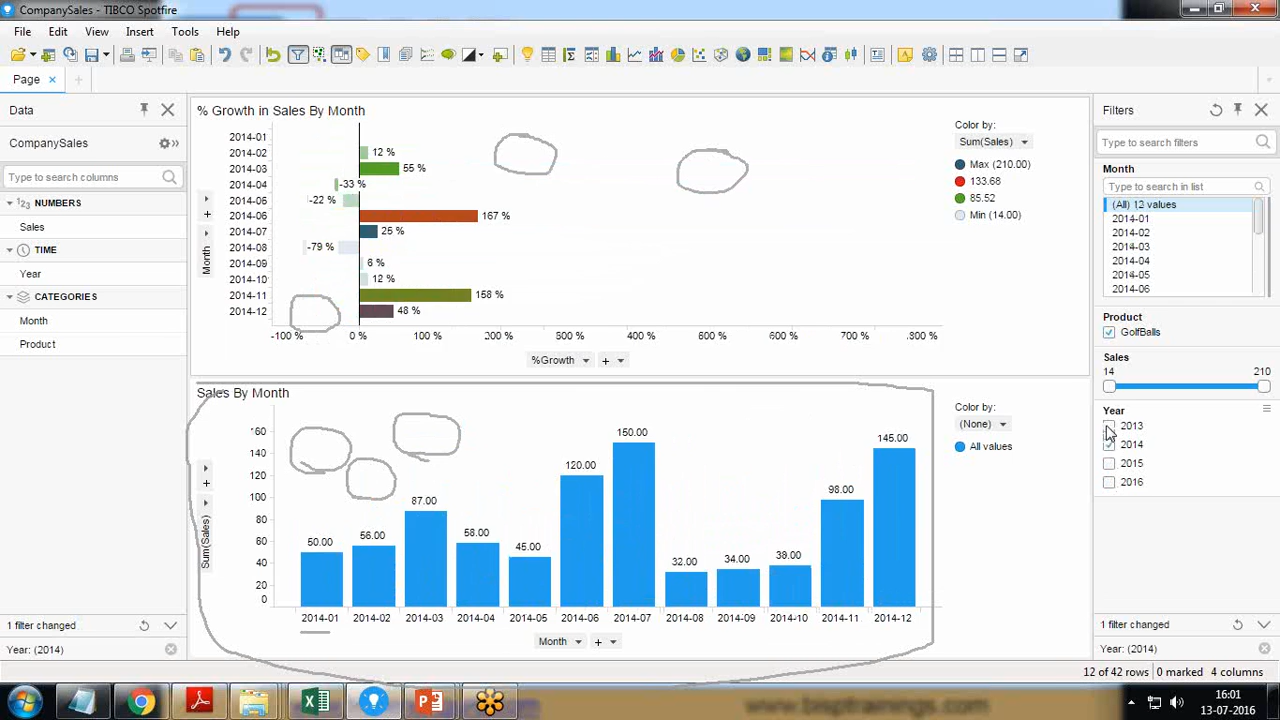 CompanySales - TIBCO Spotfire
File Edit View Insert Tools Help
Page
Data
CompanySales
Type to search columns
NUMBERS
Sales
TIME
Year
CATEGORIES
Month
Product
1 filter changed
Year: (2014)
% Growth in Sales By Month
2014-01
2014-02 12 %
2014-03 55 %
2014-04 -33 %
2014-05 -22 %
2014-06 167 %
2014-07 25 %
2014-08 -79 %
2014-09 6 %
2014-10 12 %
2014-11 158 %
2014-12 48 %
Month
-100 % 0 % 100 % 200 % 300 % 400 % 500 % 600 % 700 % 800 %
%Growth
Color by:
Sum(Sales)
Max (210.00)
133.68
85.52
Min (14.00)
Sales By Month
160
140
120
100
80
60
40
20
0
Sum(Sales)
50.00 56.00 87.00 58.00 45.00 120.00 150.00 32.00 34.00 38.00 98.00 145.00
2014-01 2014-02 2014-03 2014-04 2014-05 2014-06 2014-07 2014-08 2014-09 2014-10 2014-11 2014-12
Month
Color by:
(None)
All values
Filters
Type to search filters
Month
Type to search in list
(All) 12 values
2014-01
2014-02
2014-03
2014-04
2014-05
2014-06
Product
GolfBalls
Sales
14 210
Year
2013
2014
2015
2016
1 filter changed
Year: (2014)
12 of 42 rows 0 marked 4 columns
16:01
13-07-2016
www.bisptrainings.com